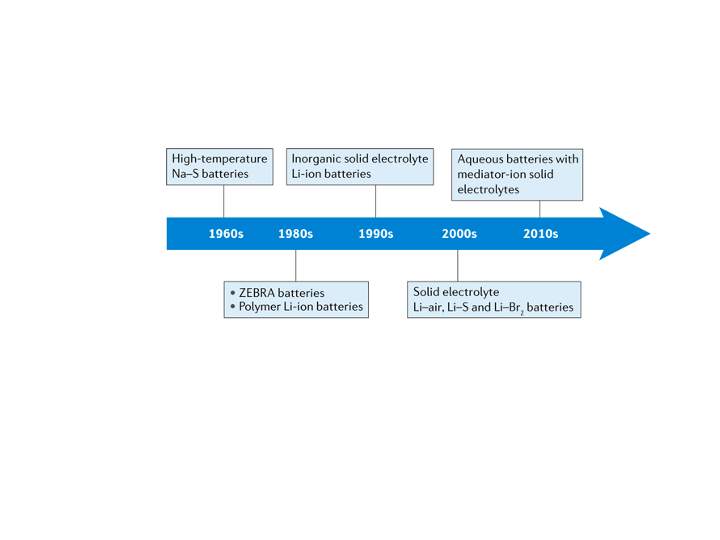 High-temperature
Na–S batteries
Inorganic solid electrolyte
Li-ion batteries
Aqueous batteries with
mediator-ion solid
electrolytes
1960s 1980s 1990s 2000s 2010s
• ZEBRA batteries
• Polymer Li-ion batteries
Solid electrolyte
Li–air, Li–S and Li–Br₂ batteries